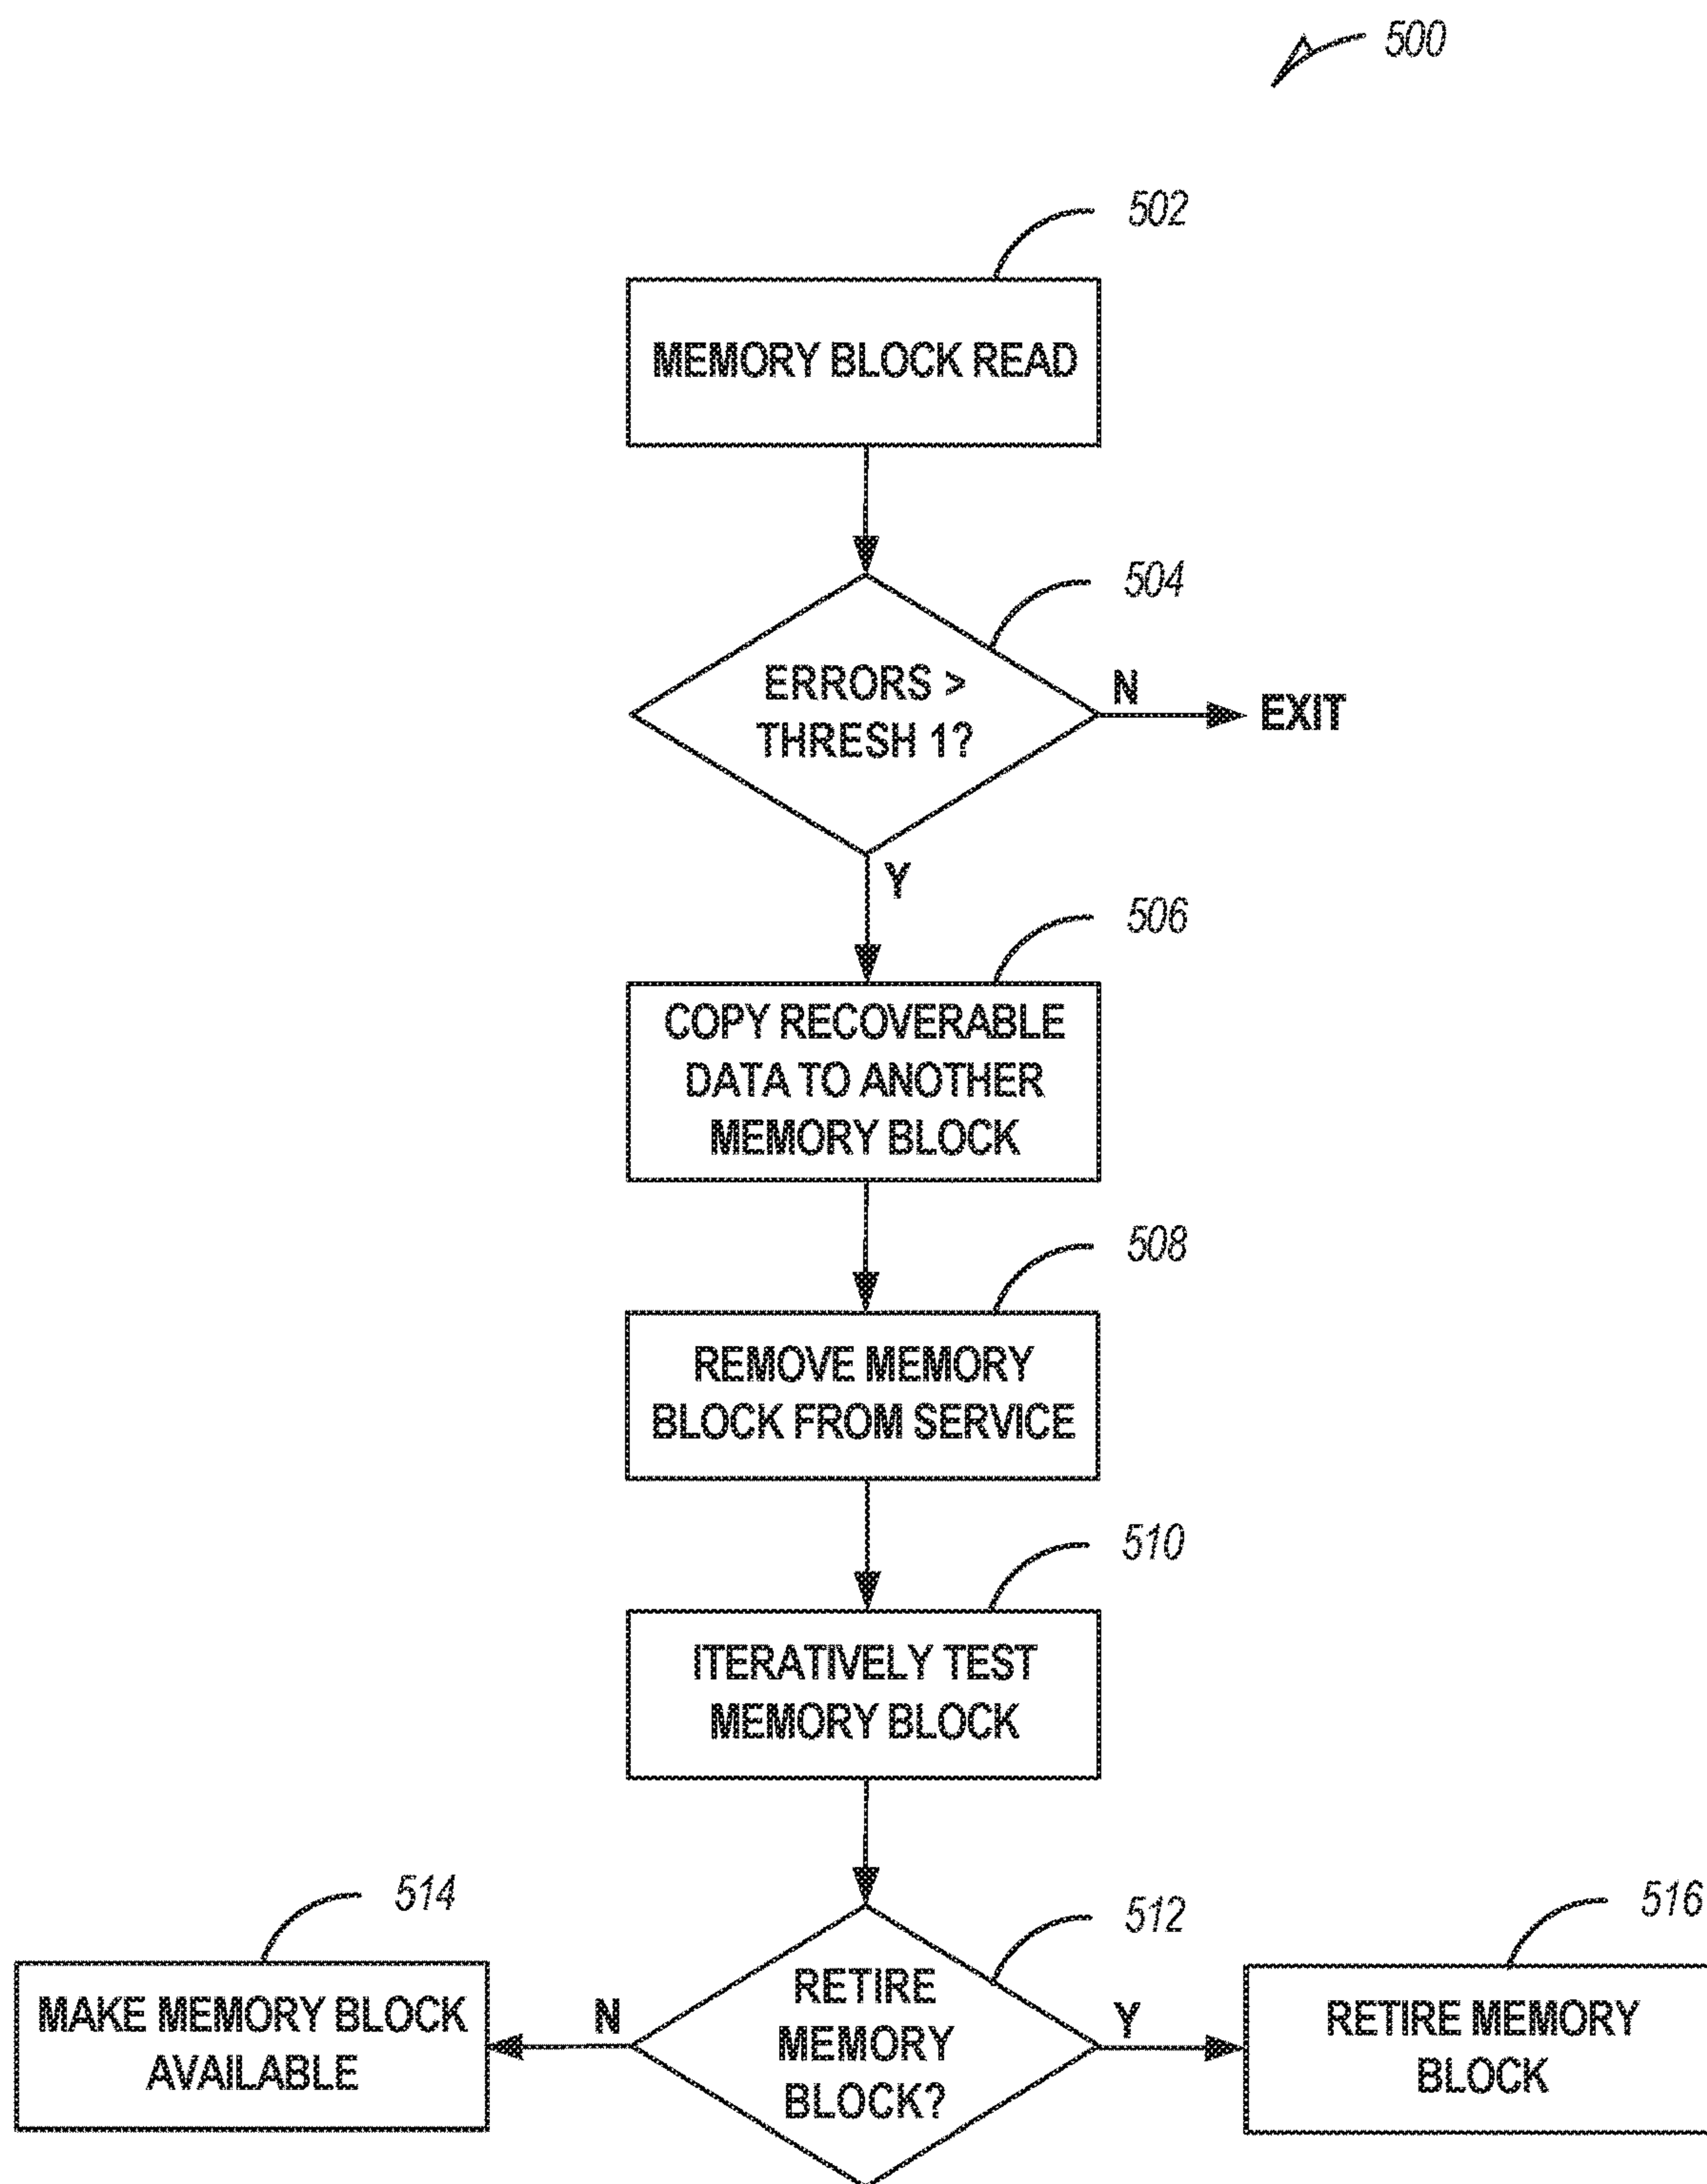 500
502
MEMORY BLOCK READ
504
ERRORS >
THRESH 1?
N
EXIT
Y
506
COPY RECOVERABLE
DATA TO ANOTHER
MEMORY BLOCK
508
REMOVE MEMORY
BLOCK FROM SERVICE
510
ITERATIVELY TEST
MEMORY BLOCK
512
RETIRE
MEMORY
BLOCK?
N
514
MAKE MEMORY BLOCK
AVAILABLE
Y
516
RETIRE MEMORY
BLOCK